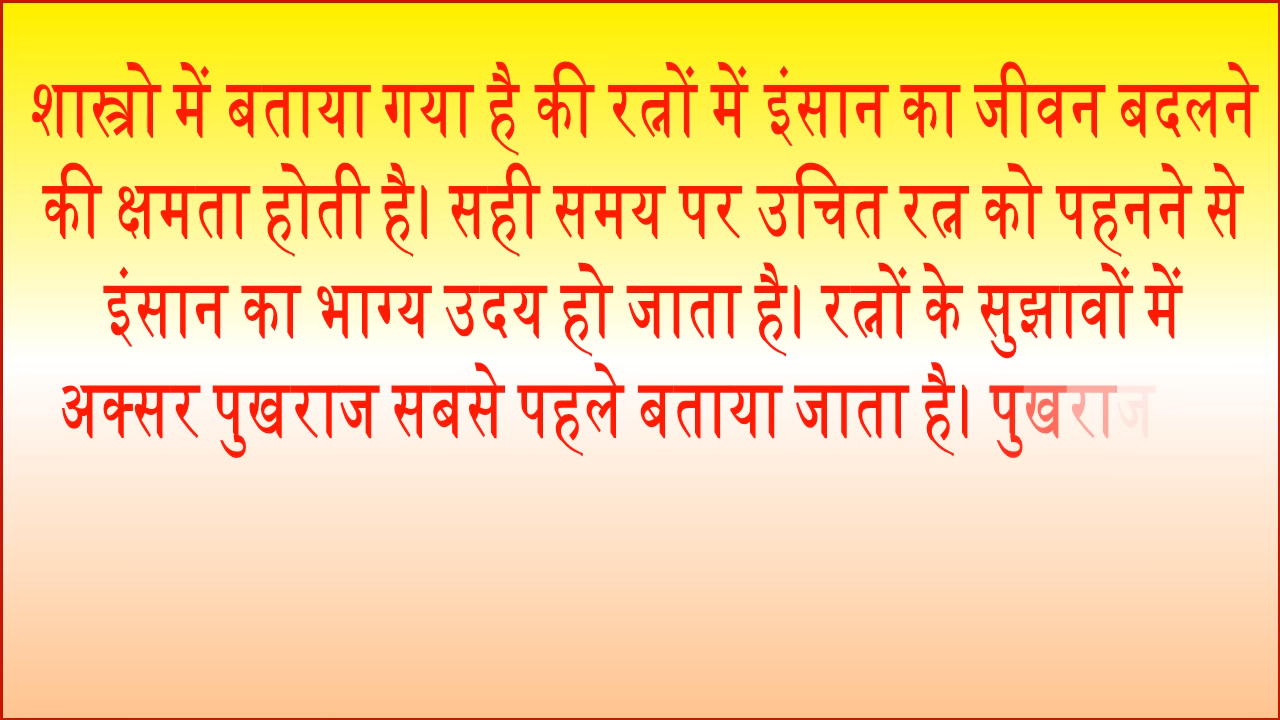 शास्त्रो में बताया गया है की रत्नों में इंसान का जीवन बदलने
की क्षमता होती है। सही समय पर उचित रत्न को पहनने से
इंसान का भाग्य उदय हो जाता है। रत्नों के सुझावों में
अक्सर पुखराज सबसे पहले बताया जाता है। पुखराज